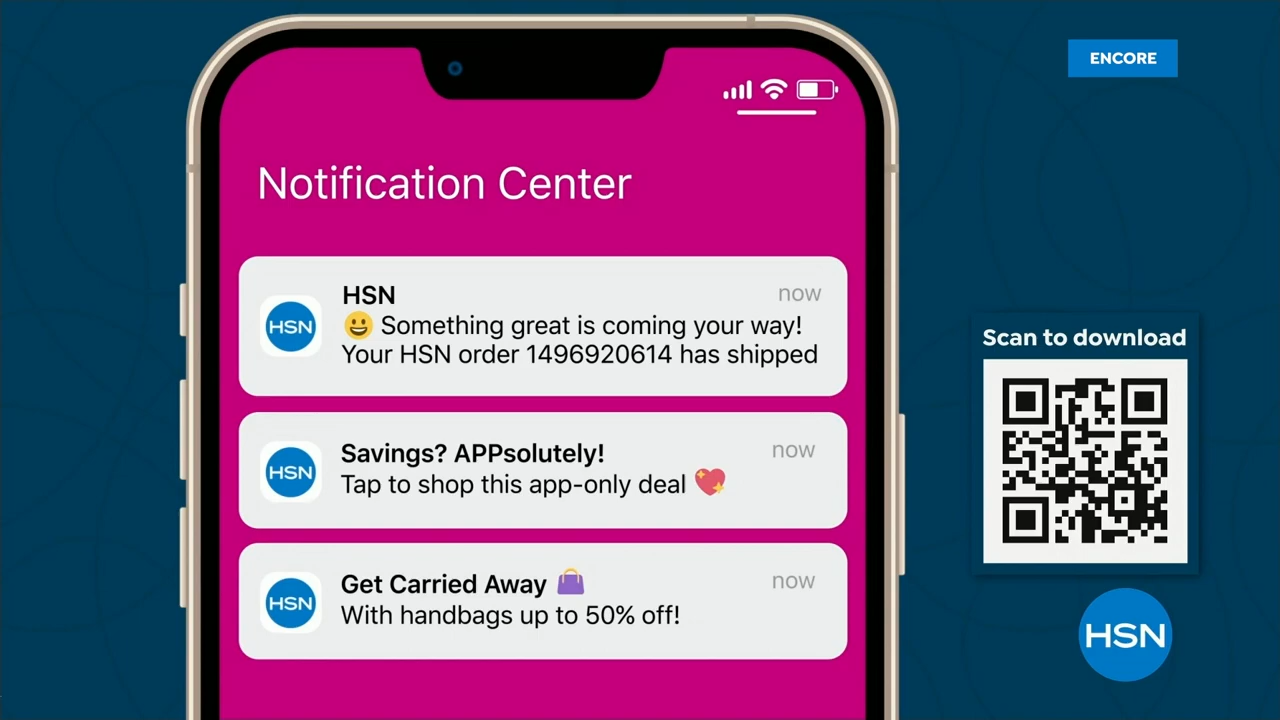 ENCORE
Notification Center
HSN
now
HSN
😀 Something great is coming your way!
Your HSN order 1496920614 has shipped
HSN
Savings? APPsolutely!
now
Tap to shop this app-only deal 💖
HSN
Get Carried Away 👜
now
With handbags up to 50% off!
Scan to download
HSN